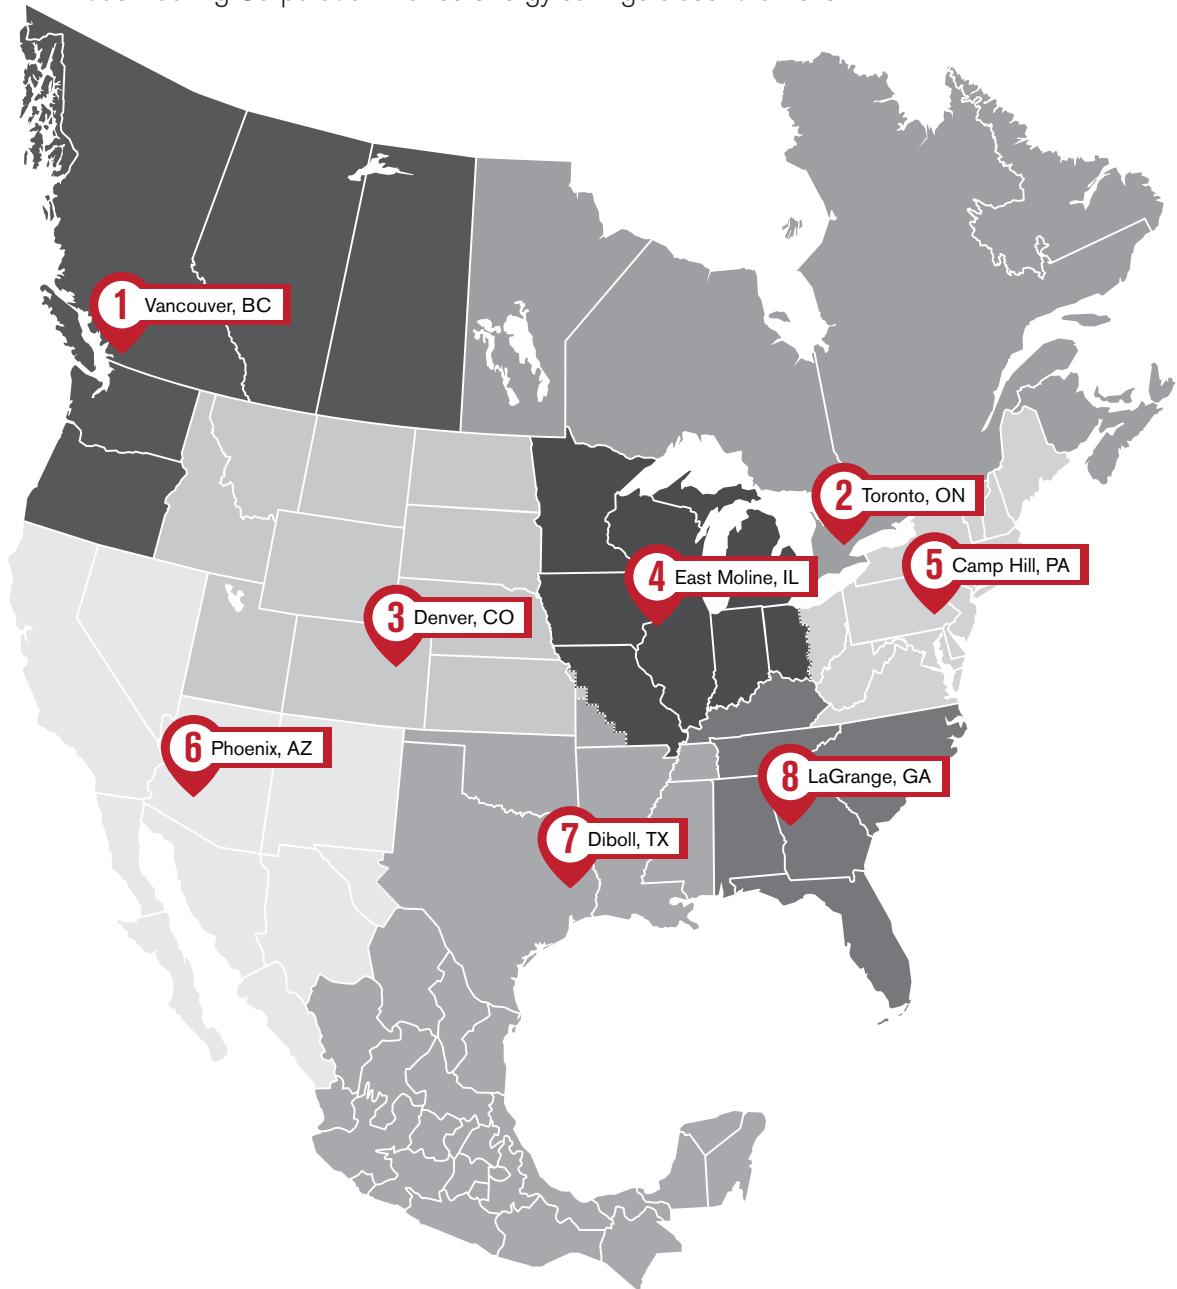 1 Vancouver, BC
2 Toronto, ON
5 Camp Hill, PA
4 East Moline, IL
3 Denver, CO
6 Phoenix, AZ
8 LaGrange, GA
7 Diboll, TX